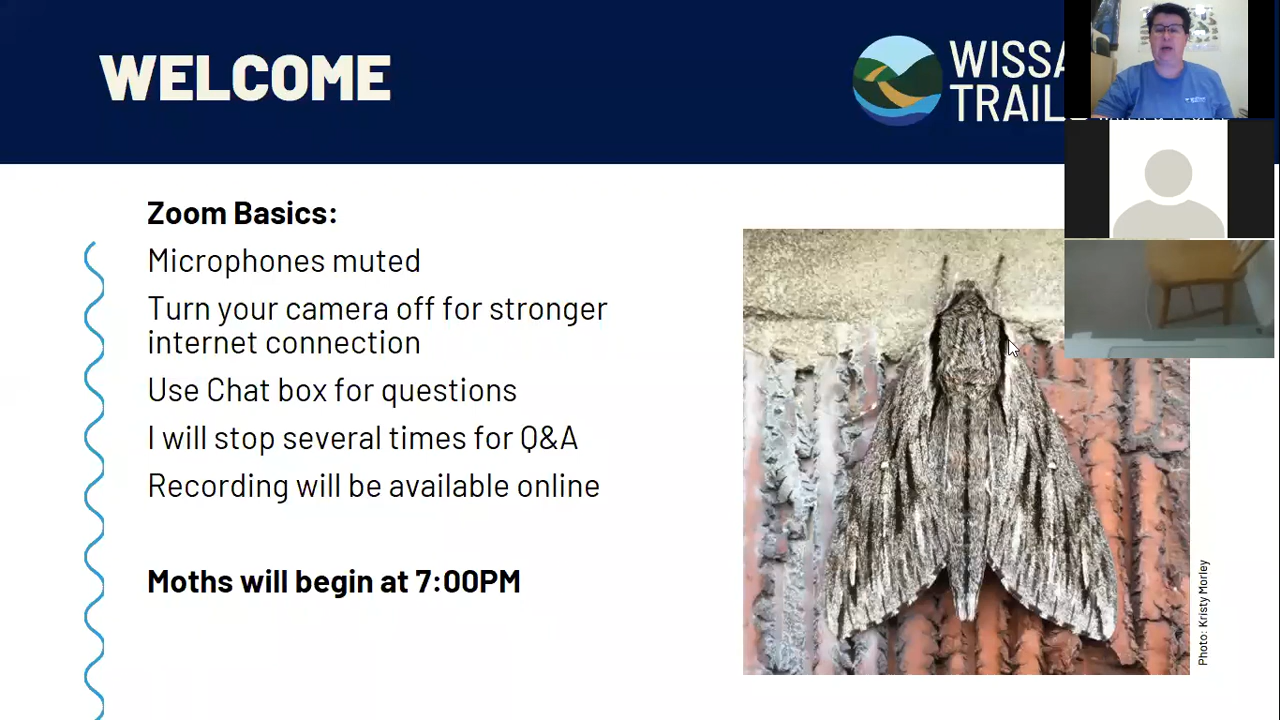 WELCOME
WISSA
TRAILS
Zoom Basics:
Microphones muted
Turn your camera off for stronger
internet connection
Use Chat box for questions
I will stop several times for Q&A
Recording will be available online
Moths will begin at 7:00PM
Photo: Kristy Morley